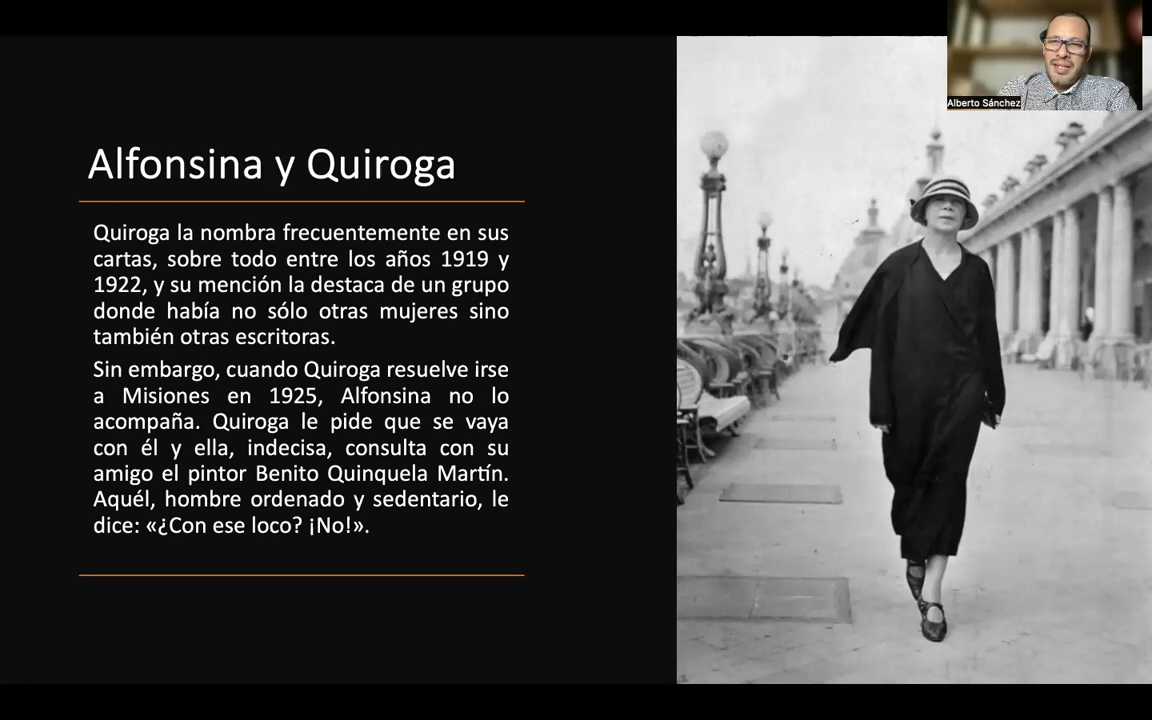 Alberto Sánchez
Alfonsina y Quiroga
Quiroga la nombra frecuentemente en sus
cartas, sobre todo entre los años 1919 y
1922, y su mención la destaca de un grupo
donde había no sólo otras mujeres sino
también otras escritoras.
Sin embargo, cuando Quiroga resuelve irse
a Misiones en 1925, Alfonsina no lo
acompaña. Quiroga le pide que se vaya
con él y ella, indecisa, consulta con su
amigo el pintor Benito Quinquela Martín.
Aquél, hombre ordenado y sedentario, le
dice: «¿Con ese loco? ¡No!».